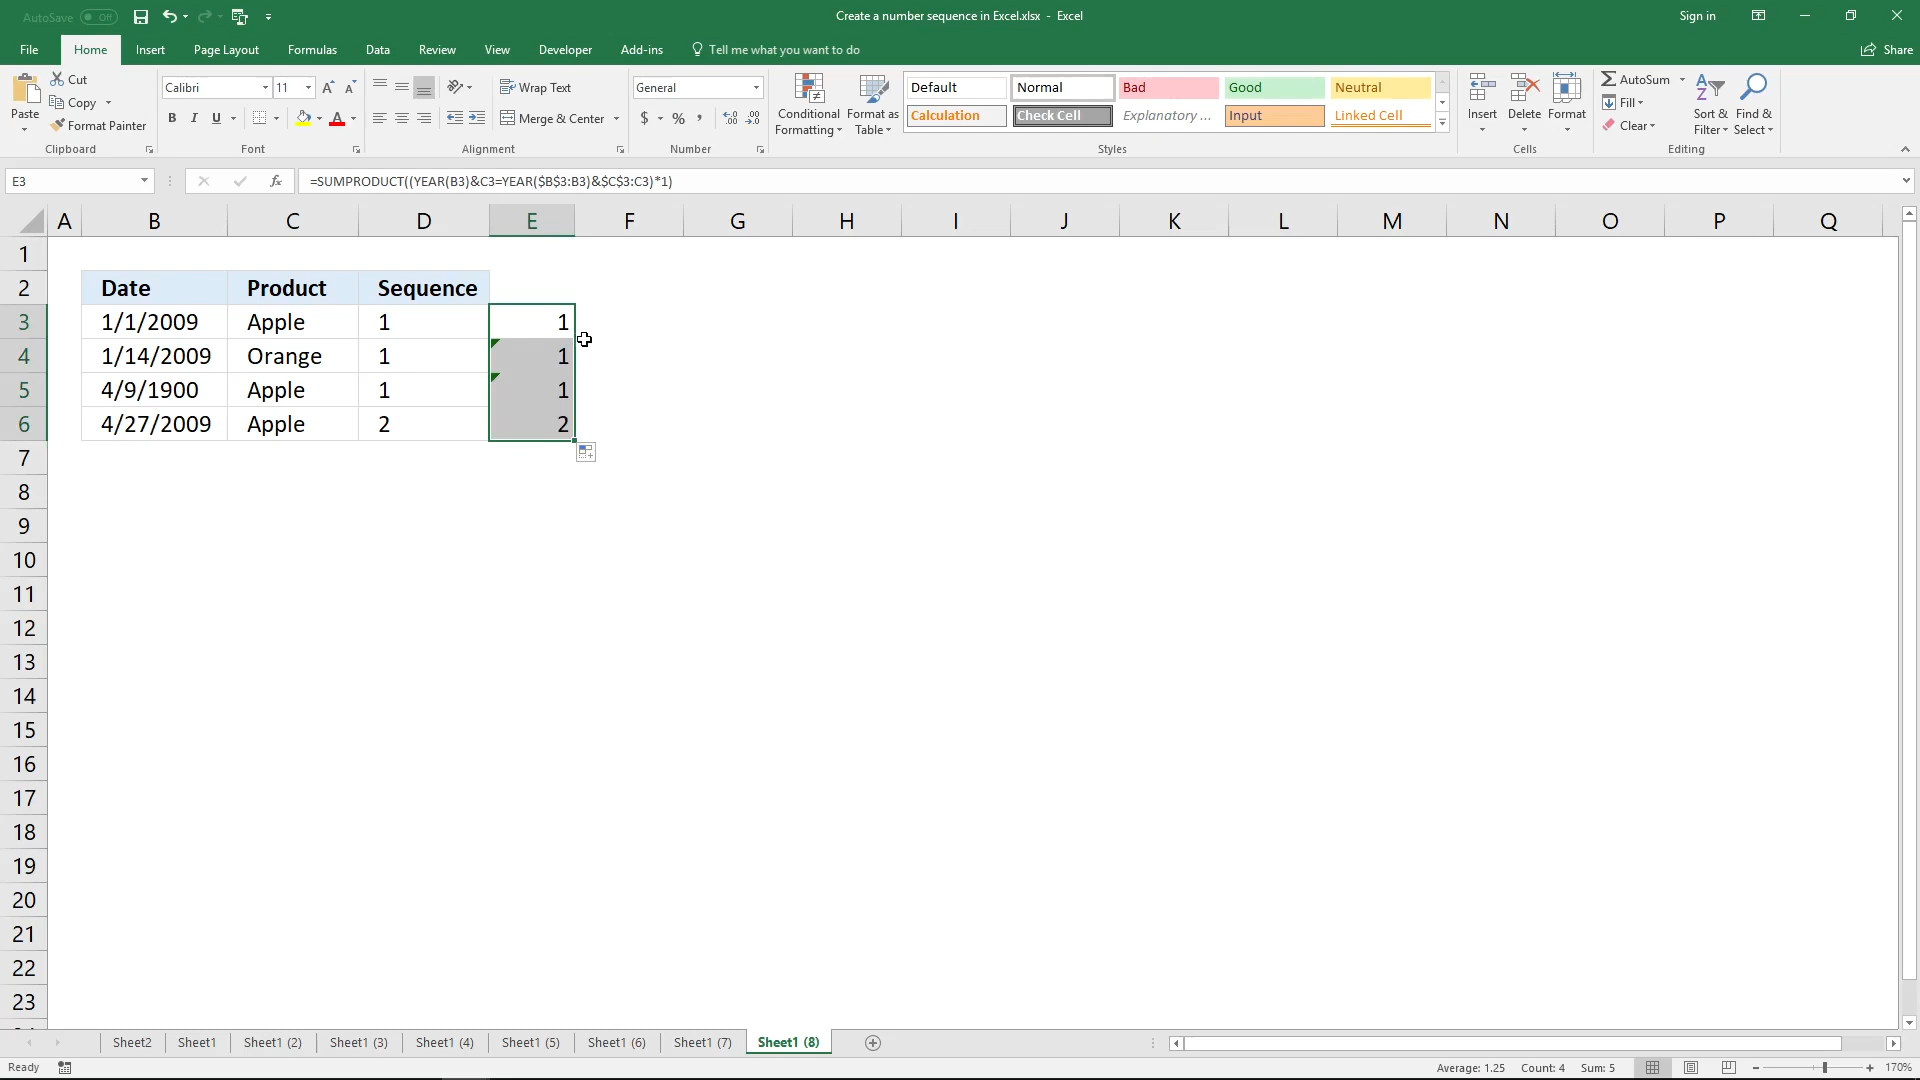 AutoSave Off
Create a number sequence in Excel.xlsx - Excel
Sign in
File Home Insert Page Layout Formulas Data Review View Developer Add-ins Tell me what you want to do
Share
Paste
Cut
Copy
Format Painter
Clipboard
Calibri 11
B I U
Font
Wrap Text
Merge & Center
Alignment
General
$ % ,
Number
Conditional Formatting
Format as Table
Default Normal Bad Good Neutral
Calculation Check Cell Explanatory ... Input Linked Cell
Styles
Insert Delete Format
Cells
AutoSum
Fill
Clear
Sort & Filter
Find & Select
Editing
E3
fx
=SUMPRODUCT((YEAR(B3)&C3=YEAR($B$3:B3)&$C$3:C3)*1)
A B C D E F G H I J K L M N O P Q
1
2 Date Product Sequence
3 1/1/2009 Apple 1 1
4 1/14/2009 Orange 1 1
5 4/9/1900 Apple 1 1
6 4/27/2009 Apple 2 2
7
8
9
10
11
12
13
14
15
16
17
18
19
20
21
22
23
Sheet2 Sheet1 Sheet1 (2) Sheet1 (3) Sheet1 (4) Sheet1 (5) Sheet1 (6) Sheet1 (7) Sheet1 (8)
Ready
Average: 1.25 Count: 4 Sum: 5
170%